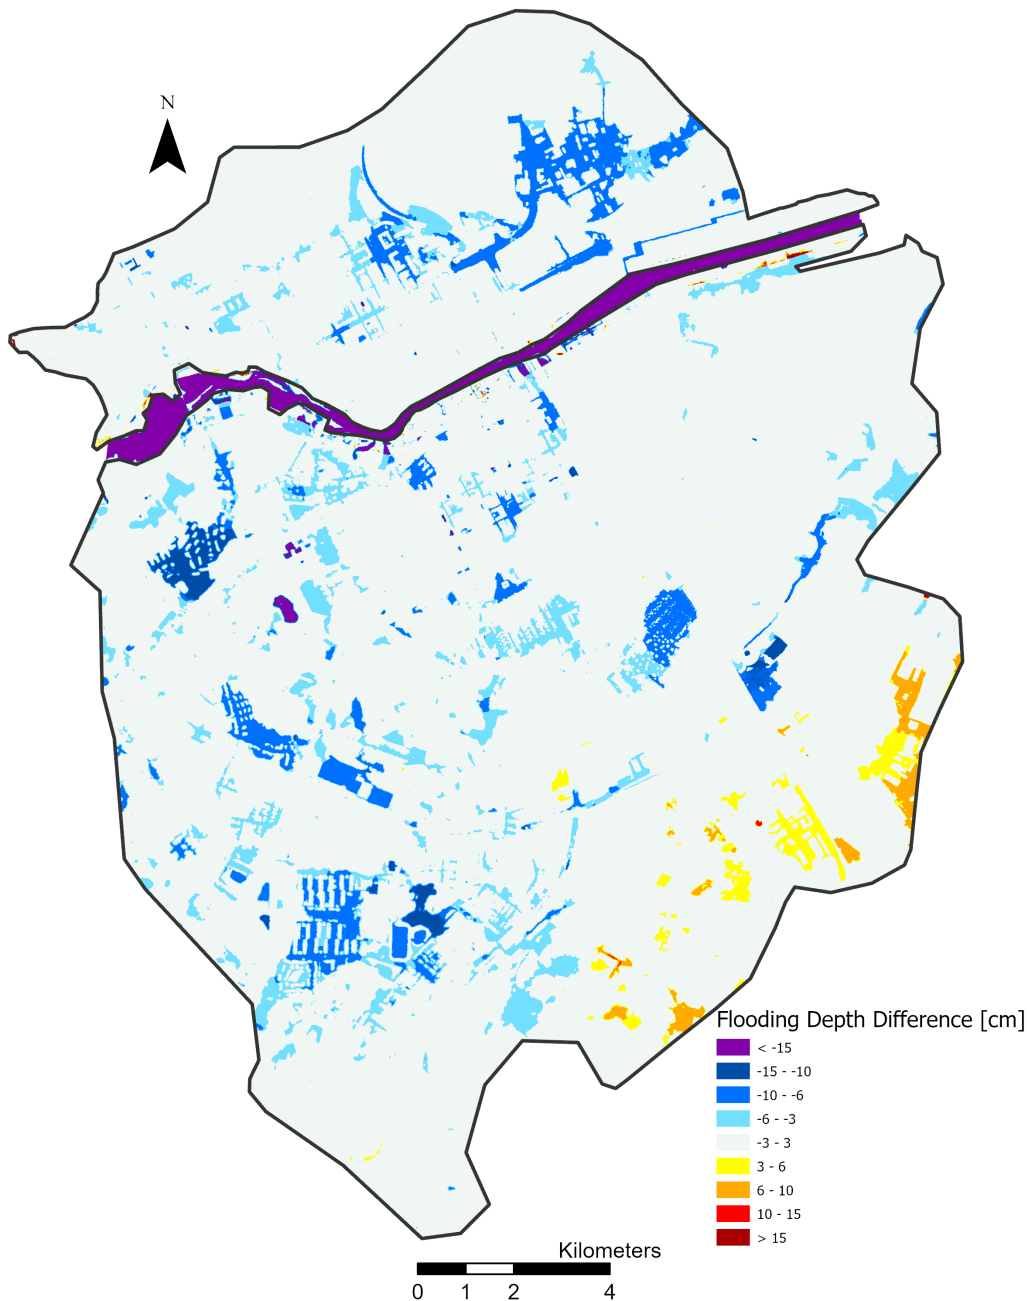 N
Flooding Depth Difference [cm]
< -15
-15 - -10
-10 - -6
-6 - -3
-3 - 3
3 - 6
6 - 10
10 - 15
> 15
Kilometers
0 1 2 4